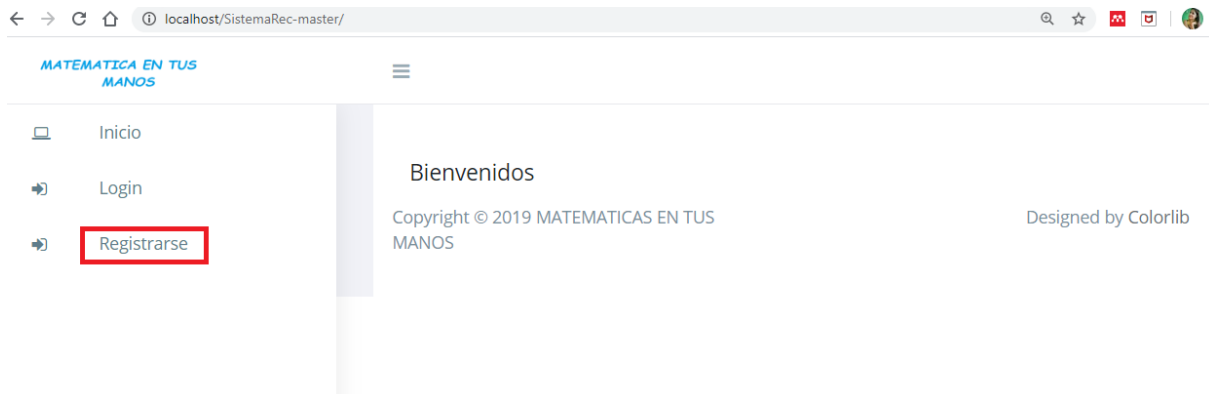 localhost/SistemaRec-master/
MATEMATICA EN TUS
MANOS
Inicio
Login
Registrarse
Bienvenidos
Copyright © 2019 MATEMATICAS EN TUS
MANOS
Designed by Colorlib